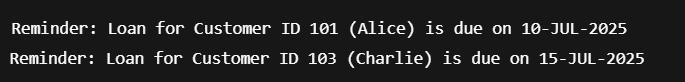 Reminder: Loan for Customer ID 101 (Alice) is due on 10-JUL-2025
Reminder: Loan for Customer ID 103 (Charlie) is due on 15-JUL-2025